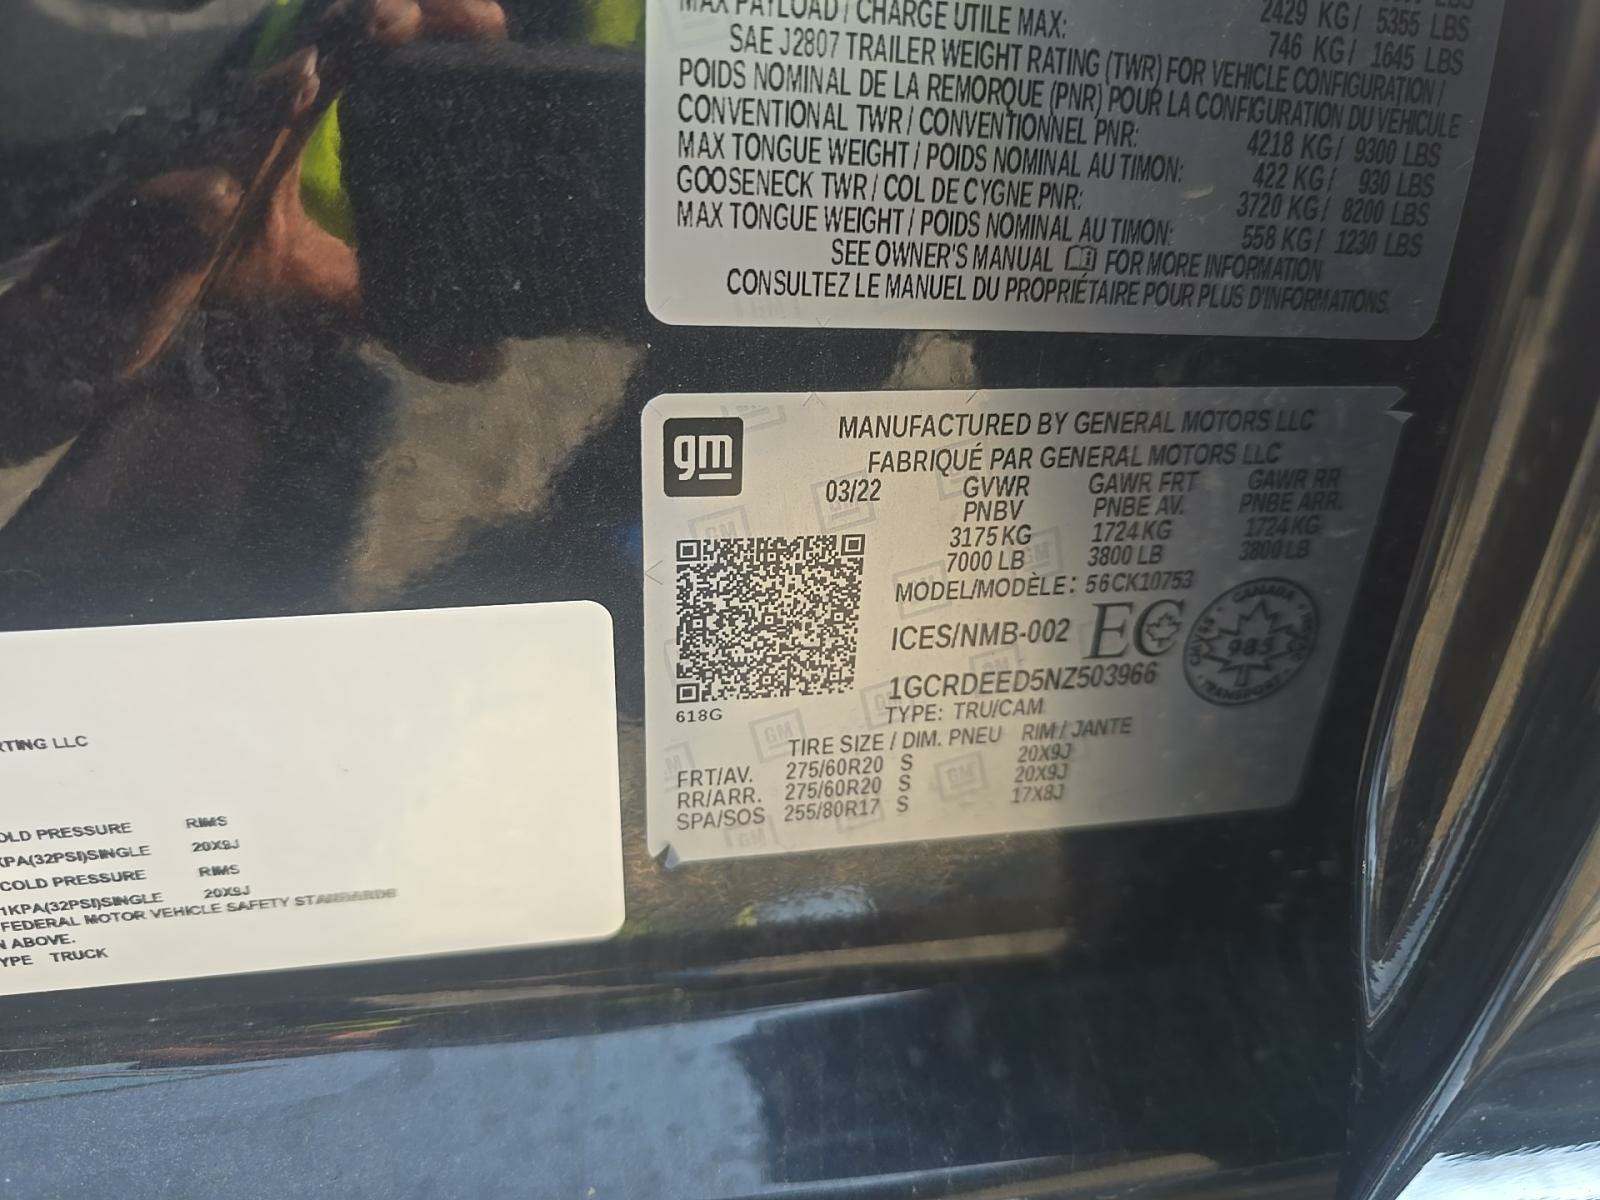 MAX PAYLOAD / CHARGE UTILE MAX:
2429 KG / 5355 LBS
746 KG / 1645 LBS
SAE J2807 TRAILER WEIGHT RATING (TWR) FOR VEHICLE CONFIGURATION /
POIDS NOMINAL DE LA REMORQUE (PNR) POUR LA CONFIGURATION DU VEHICULE
CONVENTIONAL TWR / CONVENTIONNEL PNR: 4218 KG / 9300 LBS
MAX TONGUE WEIGHT / POIDS NOMINAL AU TIMON: 422 KG / 930 LBS
GOOSENECK TWR / COL DE CYGNE PNR: 3720 KG / 8200 LBS
MAX TONGUE WEIGHT / POIDS NOMINAL AU TIMON: 558 KG / 1230 LBS
SEE OWNER'S MANUAL FOR MORE INFORMATION
CONSULTEZ LE MANUEL DU PROPRIÉTAIRE POUR PLUS D'INFORMATIONS.
gm
MANUFACTURED BY GENERAL MOTORS LLC
FABRIQUÉ PAR GENERAL MOTORS LLC
03/22 GVWR GAWR FRT GAWR RR
PNBV PNBE AV. PNBE ARR.
3175 KG 1724 KG 1724 KG
7000 LB 3800 LB 3800 LB
MODEL/MODÈLE: 56CK10753
ICES/NMB-002 EC
CANADA
985
TRANSPORT
1GCRDEED5NZ503966
618G
TYPE: TRU/CAM
TIRE SIZE / DIM. PNEU RIM / JANTE
FRT/AV. 275/60R20 S 20X9J
RR/ARR. 275/60R20 S 20X9J
SPA/SOS 255/80R17 S 17X8J
RTING LLC
OLD PRESSURE RIMS
KPA(32PSI)SINGLE 20X9J
COLD PRESSURE RIMS
1KPA(32PSI)SINGLE 20X9J
FEDERAL MOTOR VEHICLE SAFETY STANDARDS
N ABOVE.
YPE TRUCK